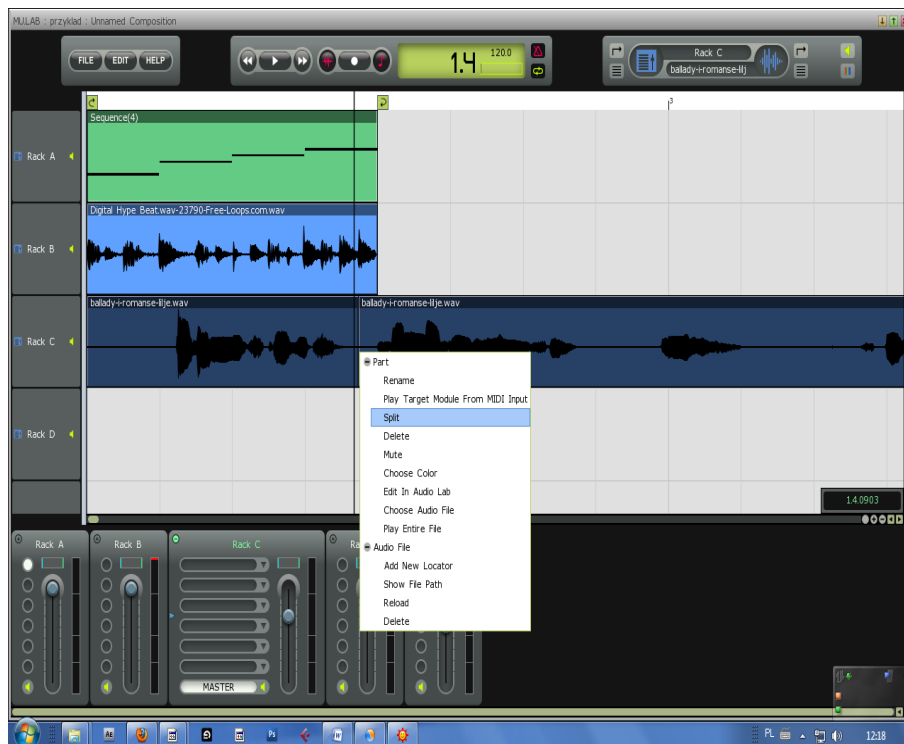 MU.LAB : przyklad : Unnamed Composition
FILE EDIT HELP
1.4 120.0
Rack C
ballady-i-romanse-lilj
3
Sequence(4)
Rack A
Digital Hype Beat.wav-23790-Free-Loops.com.wav
Rack B
ballady-i-romanse-lilje.wav ballady-i-romanse-lilje.wav
Rack C
Part
Rename
Play Target Module From MIDI Input
Split
Rack D
Delete
Mute
Choose Color
Edit In Audio Lab
1.4.0903
Choose Audio File
Play Entire File
Rack A Rack B Rack C
Audio File
Add New Locator
Show File Path
Reload
Delete
MASTER
Ae Ps W PL 12:18